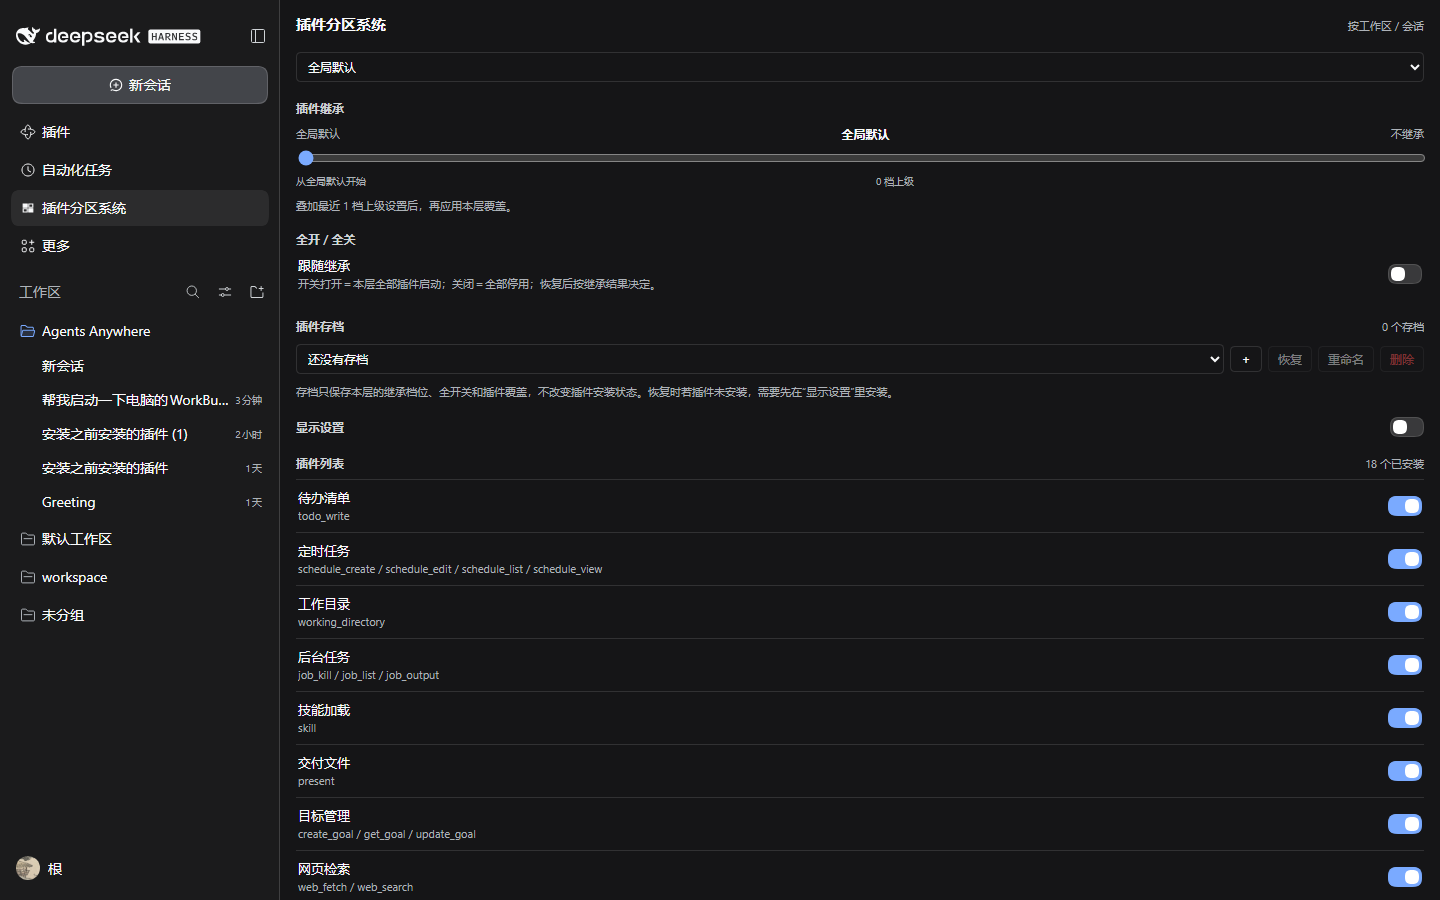 deepseek HARNESS
新会话
插件
自动化任务
插件分区系统
更多
工作区
Agents Anywhere
新会话
帮我启动一下电脑的 WorkBu... 3分钟
安装之前安装的插件 (1) 2小时
安装之前安装的插件 1天
Greeting 1天
默认工作区
workspace
未分组
根
插件分区系统
按工作区 / 会话
全局默认
插件继承
全局默认 全局默认 不继承
从全局默认开始 0 档上级
叠加最近 1 档上级设置后，再应用本层覆盖。
全开 / 全关
跟随继承
开关打开＝本层全部插件启动；关闭＝全部停用；恢复后按继承结果决定。
插件存档 0 个存档
还没有存档 + 恢复 重命名 删除
存档只保存本层的继承档位、全开关和插件覆盖，不改变插件安装状态。恢复时若插件未安装，需要先在“显示设置”里安装。
显示设置
插件列表 18 个已安装
待办清单
todo_write
定时任务
schedule_create / schedule_edit / schedule_list / schedule_view
工作目录
working_directory
后台任务
job_kill / job_list / job_output
技能加载
skill
交付文件
present
目标管理
create_goal / get_goal / update_goal
网页检索
web_fetch / web_search